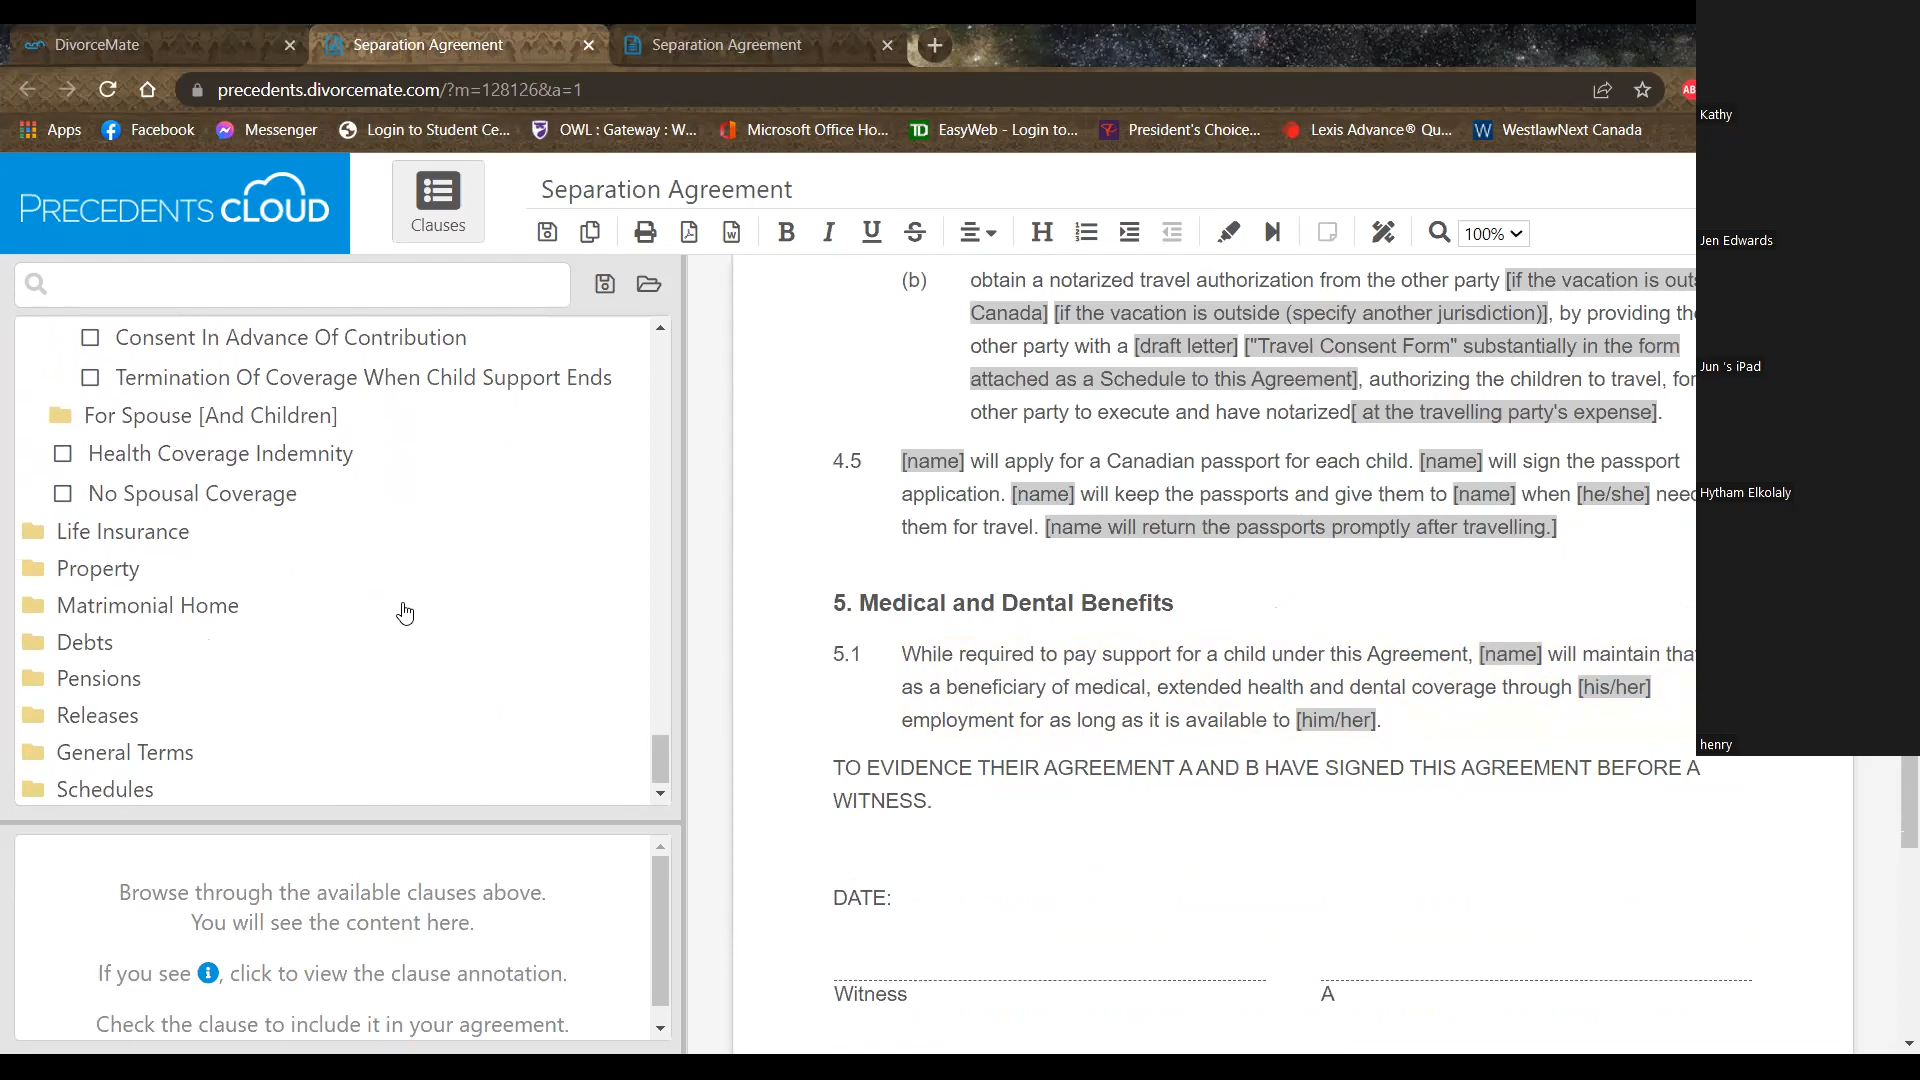 DivorceMate
Separation Agreement
Separation Agreement
precedents.divorcemate.com/?m=128126&a=1
AB
Apps
Facebook
Messenger
Login to Student Ce...
OWL : Gateway : W...
Microsoft Office Ho...
TD
EasyWeb - Login to...
President's Choice...
Lexis Advance® Qu...
W
WestlawNext Canada
PRECEDENTS CLOUD
Clauses
Separation Agreement
B I U S H 100%
Consent In Advance Of Contribution
Termination Of Coverage When Child Support Ends
For Spouse [And Children]
Health Coverage Indemnity
No Spousal Coverage
Life Insurance
Property
Matrimonial Home
Debts
Pensions
Releases
General Terms
Schedules
Browse through the available clauses above.
You will see the content here.
If you see i, click to view the clause annotation.
Check the clause to include it in your agreement.
(b) obtain a notarized travel authorization from the other party [if the vacation is outs
Canada] [if the vacation is outside (specify another jurisdiction)], by providing the
other party with a [draft letter] ["Travel Consent Form" substantially in the form
attached as a Schedule to this Agreement], authorizing the children to travel, for
other party to execute and have notarized[ at the travelling party's expense].
4.5 [name] will apply for a Canadian passport for each child. [name] will sign the passport
application. [name] will keep the passports and give them to [name] when [he/she] need
them for travel. [name will return the passports promptly after travelling.]
5. Medical and Dental Benefits
5.1 While required to pay support for a child under this Agreement, [name] will maintain that
as a beneficiary of medical, extended health and dental coverage through [his/her]
employment for as long as it is available to [him/her].
TO EVIDENCE THEIR AGREEMENT A AND B HAVE SIGNED THIS AGREEMENT BEFORE A
WITNESS.
DATE:
Witness A
Kathy
Jen Edwards
Jun 's iPad
Hytham Elkolaly
henry